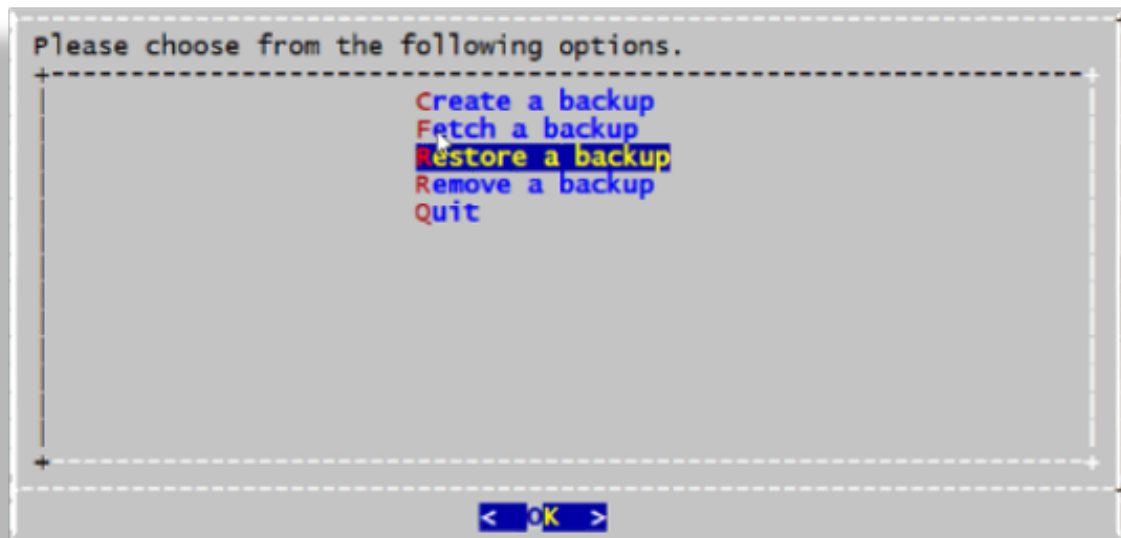 Please choose from the following options.
Create a backup
Fetch a backup
Restore a backup
Remove a backup
Quit
< OK >